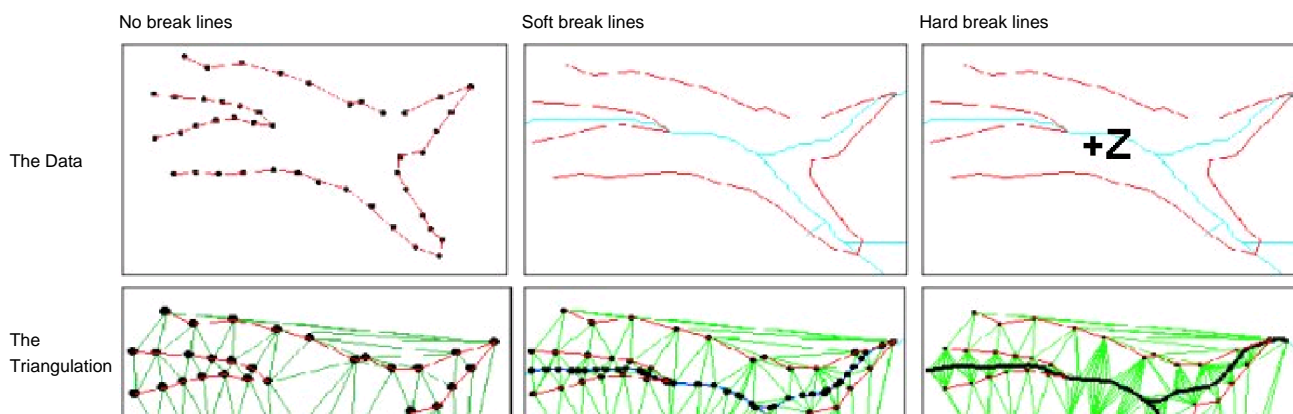 No break lines
Soft break lines
Hard break lines
The Data
+Z
The
Triangulation